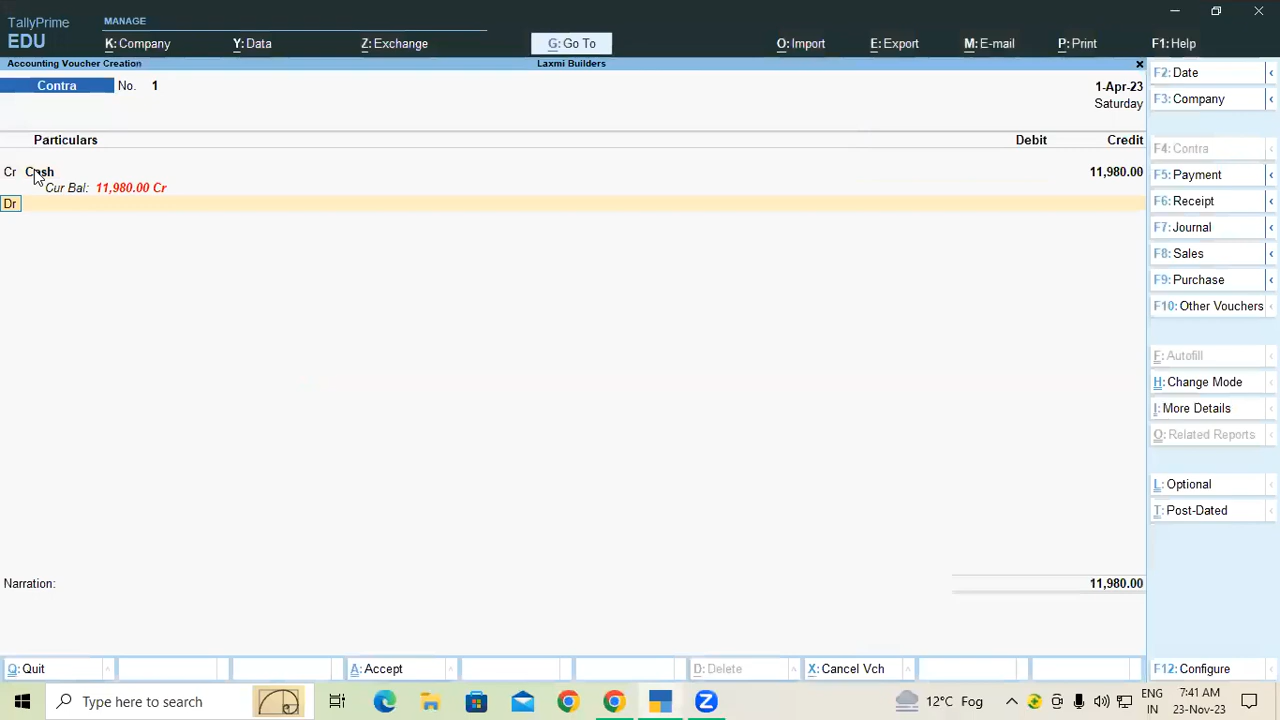 TallyPrime
EDU
MANAGE
K: Company
Y: Data
Z: Exchange
G: Go To
O: Import
E: Export
M: E-mail
P: Print
F1: Help
Accounting Voucher Creation
Laxmi Builders
Contra No. 1
1-Apr-23
Saturday
Particulars Debit Credit
Cr Cash 11,980.00
Cur Bal: 11,980.00 Cr
Dr
Narration: 11,980.00
F2: Date
F3: Company
F4: Contra
F5: Payment
F6: Receipt
F7: Journal
F8: Sales
F9: Purchase
F10: Other Vouchers
F: Autofill
H: Change Mode
I: More Details
O: Related Reports
L: Optional
T: Post-Dated
Q: Quit
A: Accept
D: Delete
X: Cancel Vch
F12: Configure
Type here to search
12°C Fog
ENG
IN
7:41 AM
23-Nov-23